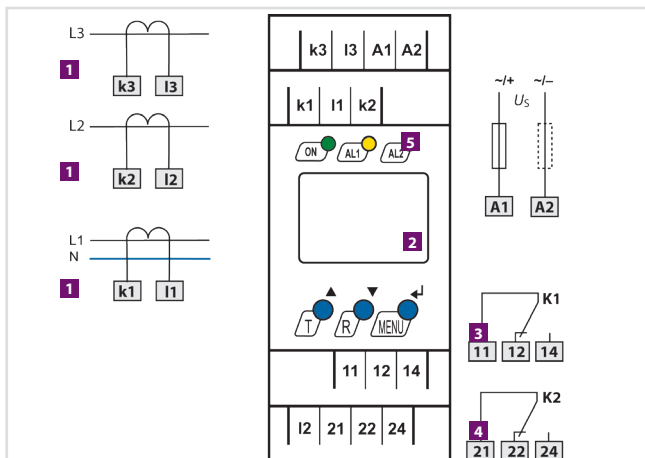 L3
1
k3 l3
L2
1
k2 l2
L1
N
1
k1 l1
k3 l3 A1 A2
k1 l1 k2
ON AL1 AL2 5
2
▲ ▼ ↲
T R MENU
11 12 14
l2 21 22 24
~/+ ~/–
Us
A1 A2
K1
3
11 12 14
K2
4
21 22 24